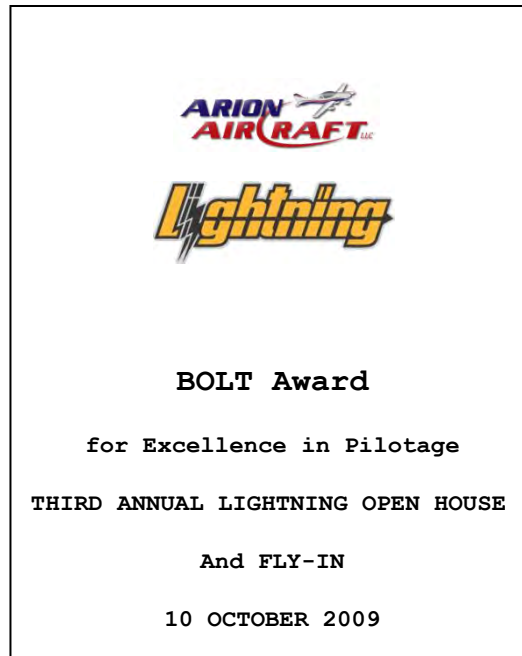 ARION
AIRCRAFT LLC
Lightning
BOLT Award
for Excellence in Pilotage
THIRD ANNUAL LIGHTNING OPEN HOUSE
And FLY-IN
10 OCTOBER 2009